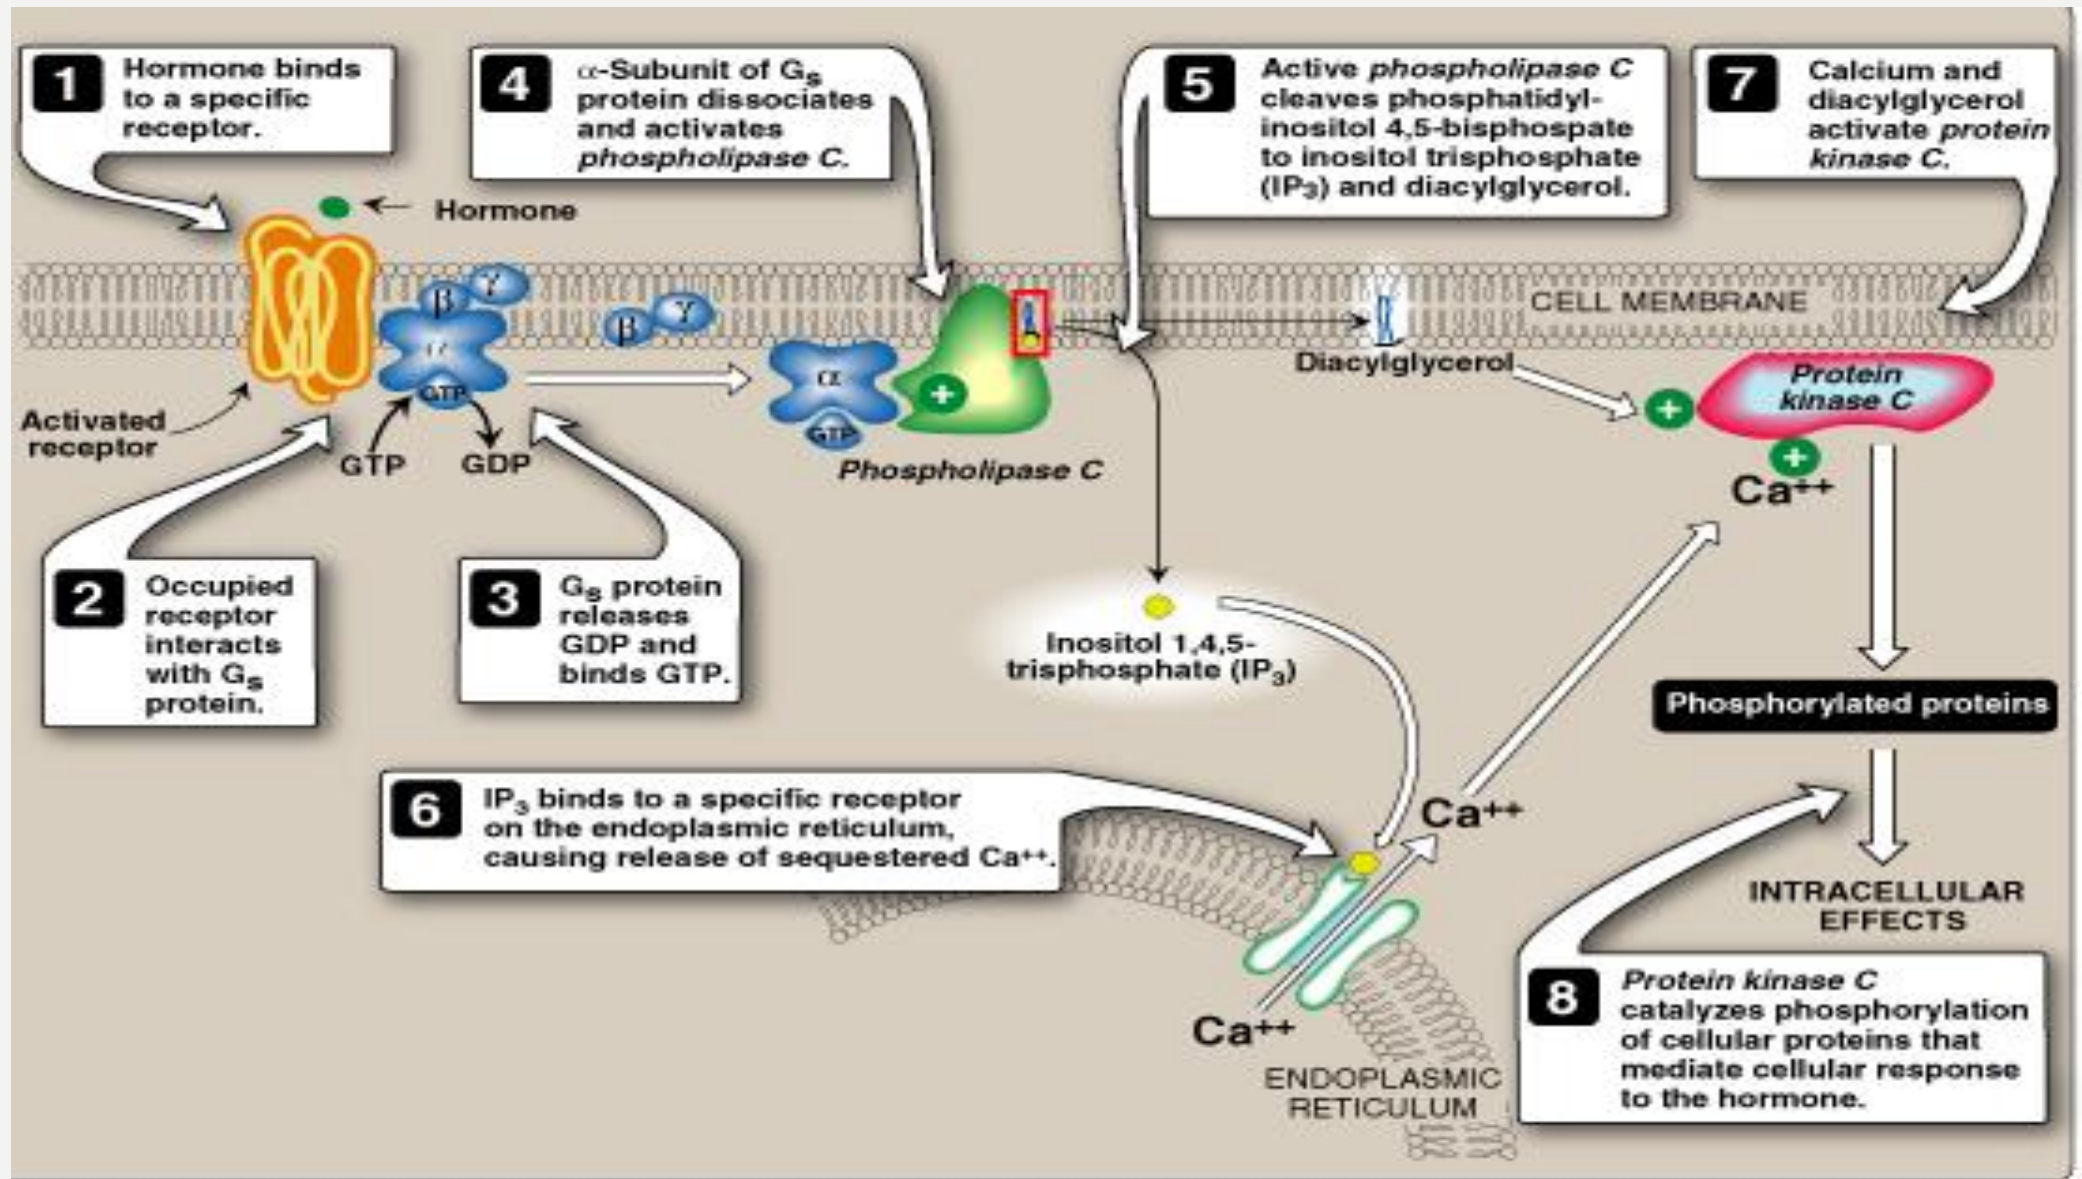 1
Hormone binds
to a specific
receptor.
4
α-Subunit of Gs
protein dissociates
and activates
phospholipase C.
5
Active phospholipase C
cleaves phosphatidyl-
inositol 4,5-bisphospate
to inositol trisphosphate
(IP3) and diacylglycerol.
7
Calcium and
diacylglycerol
activate protein
kinase C.
Hormone
β
γ
α
GTP
β
γ
α
GTP
+
CELL MEMBRANE
Diacylglycerol
Protein
kinase C
+
+
Ca++
Activated
receptor
GTP
GDP
Phospholipase C
2
Occupied
receptor
interacts
with Gs
protein.
3
Gs protein
releases
GDP and
binds GTP.
Inositol 1,4,5-
trisphosphate (IP3)
Phosphorylated proteins
6
IP3 binds to a specific receptor
on the endoplasmic reticulum,
causing release of sequestered Ca++.
Ca++
INTRACELLULAR
EFFECTS
Ca++
ENDOPLASMIC
RETICULUM
8
Protein kinase C
catalyzes phosphorylation
of cellular proteins that
mediate cellular response
to the hormone.